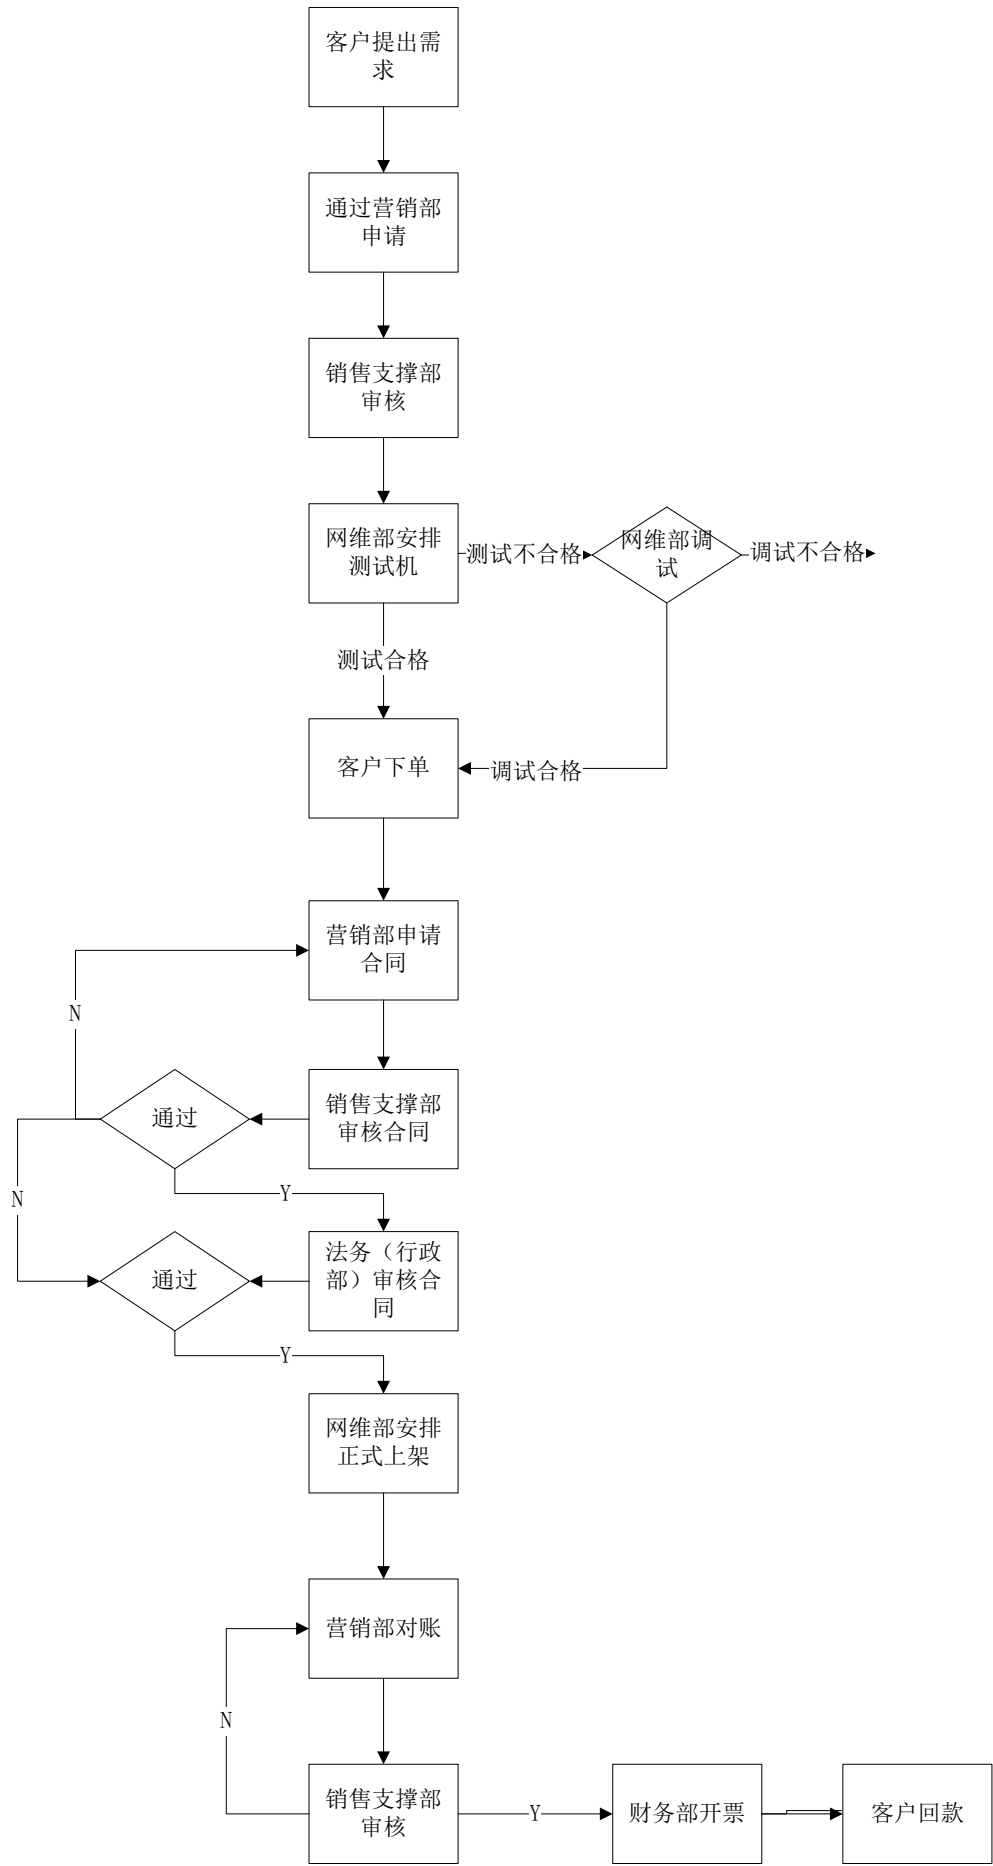 客户提出需
求
通过营销部
申请
销售支撑部
审核
网维部安排
测试机
测试不合格
网维部调
试
调试不合格
测试合格
客户下单
调试合格
营销部申请
合同
N
销售支撑部
审核合同
通过
N
Y
法务（行政
部）审核合
同
通过
Y
网维部安排
正式上架
营销部对账
N
销售支撑部
审核
Y
财务部开票
客户回款